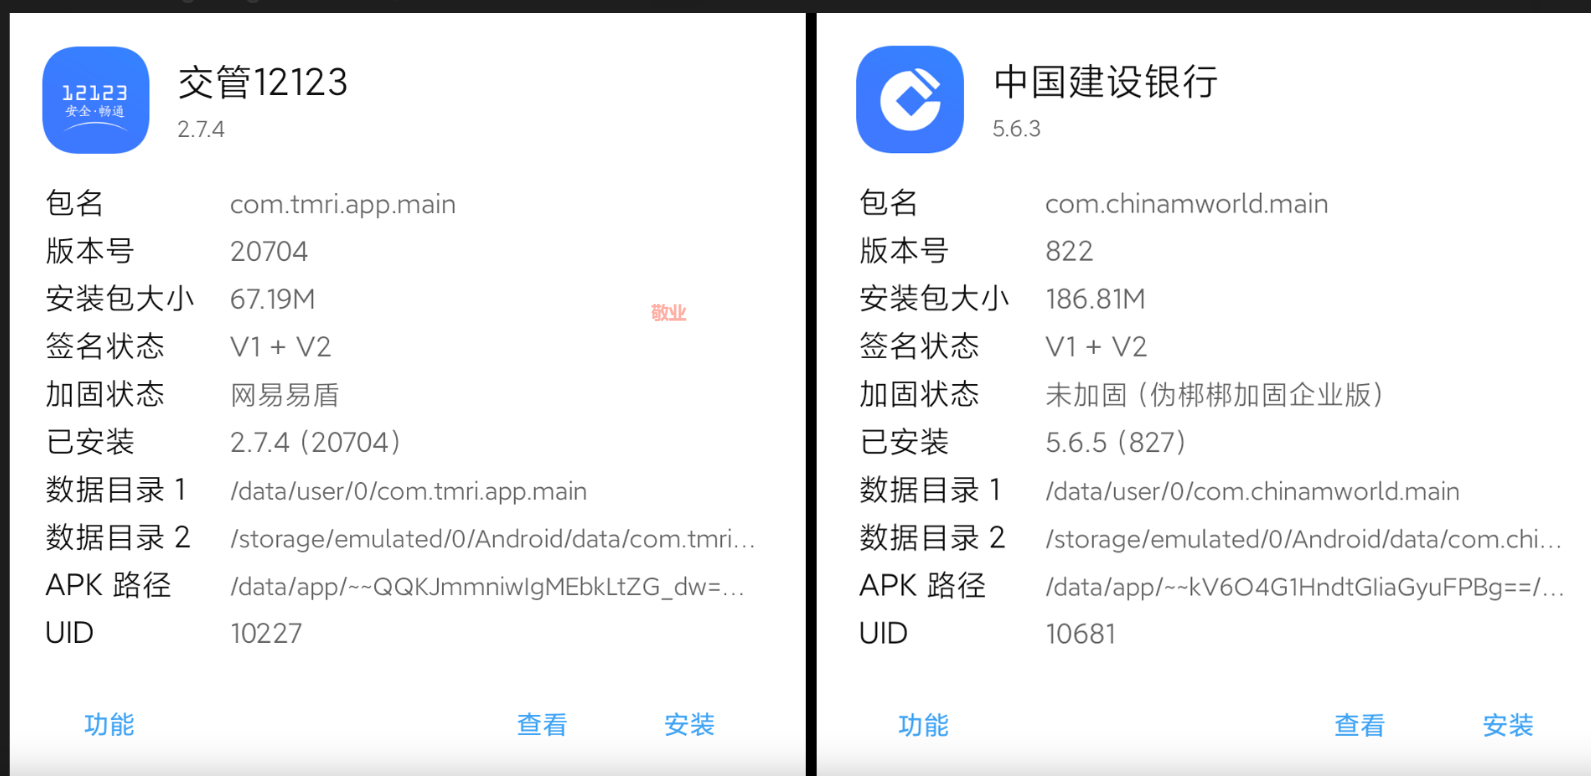 12123
安全·畅通
交管12123
2.7.4
包名 com.tmri.app.main
版本号 20704
安装包大小 67.19M
签名状态 V1 + V2
加固状态 网易易盾
已安装 2.7.4 (20704)
数据目录 1 /data/user/0/com.tmri.app.main
数据目录 2 /storage/emulated/0/Android/data/com.tmri...
APK 路径 /data/app/~~QQKJmmniwIgMEbkLtZG_dw=...
UID 10227
功能 查看 安装
敬业
中国建设银行
5.6.3
包名 com.chinamworld.main
版本号 822
安装包大小 186.81M
签名状态 V1 + V2
加固状态 未加固 (伪梆梆加固企业版)
已安装 5.6.5 (827)
数据目录 1 /data/user/0/com.chinamworld.main
数据目录 2 /storage/emulated/0/Android/data/com.chi...
APK 路径 /data/app/~~kV6O4G1HndtGIiaGyuFPBg==/...
UID 10681
功能 查看 安装